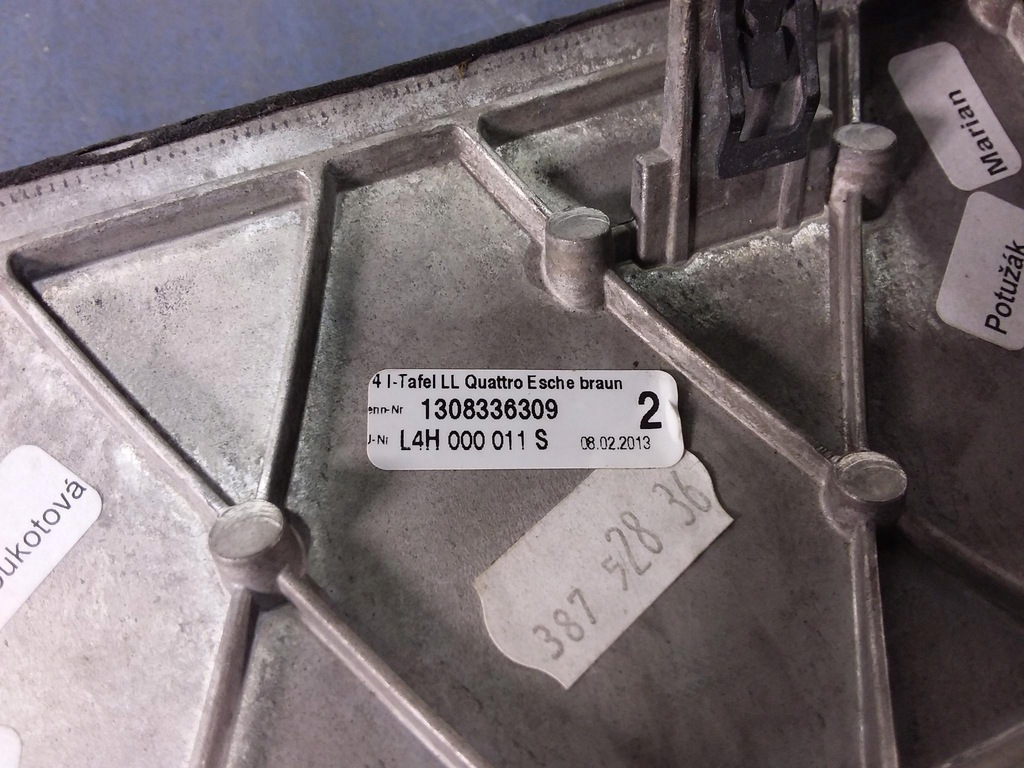 Marian
Potužák
4 I-Tafel LL Quattro Esche braun
enn-Nr 1308336309 2
J-Nr L4H 000 011 S 08.02.2013
ukotová
387 528 36